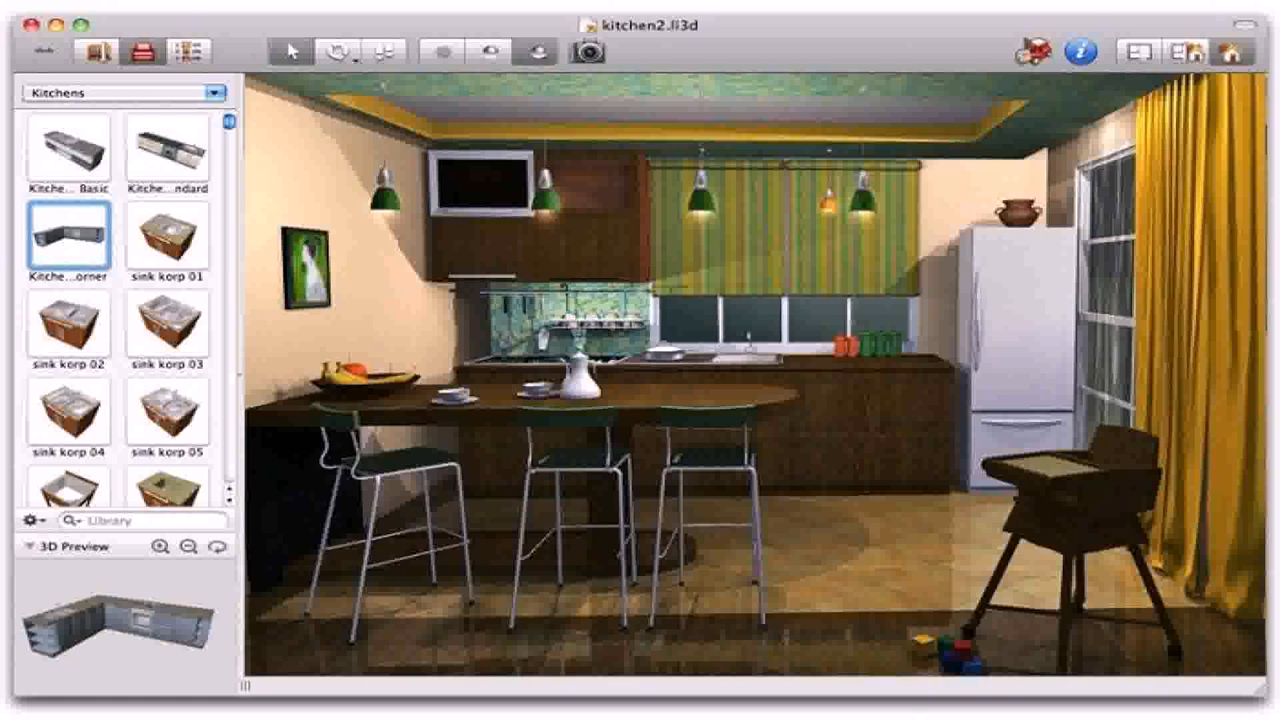 kitchen2.li3d
Kitchens
Kitche... Basic
Kitche...ndard
Kitche...orner
sink korp 01
sink korp 02
sink korp 03
sink korp 04
sink korp 05
Library
3D Preview